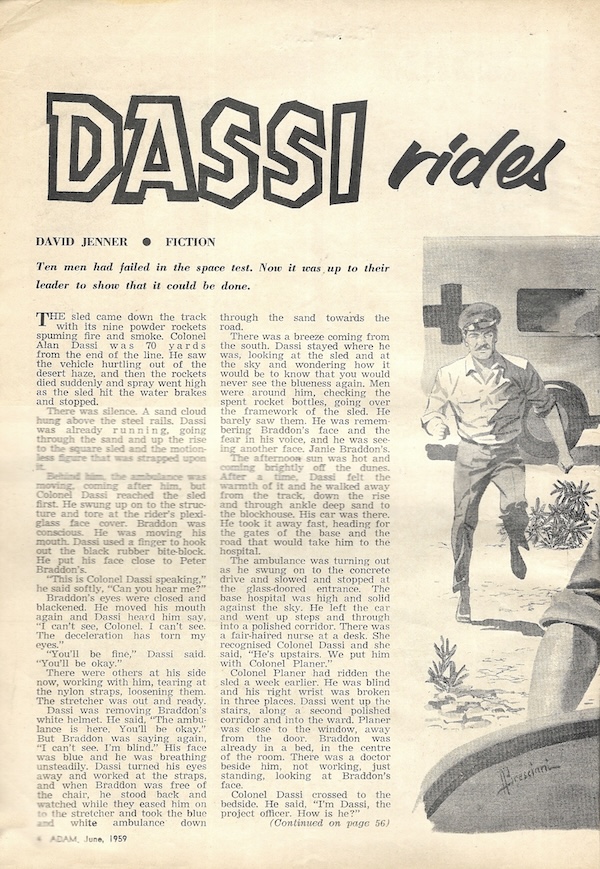 DASSI rides
DAVID JENNER ● FICTION
Ten men had failed in the space test. Now it was up to their
leader to show that it could be done.
THE sled came down the track
with its nine powder rockets
spuming fire and smoke. Colonel
Alan Dassi was 70 yards
from the end of the line. He saw
the vehicle hurtling out of the
desert haze, and then the rockets
died suddenly and spray went high
as the sled hit the water brakes
and stopped.
There was silence. A sand cloud
hung above the steel rails. Dassi
was already running, going
through the sand and up the rise
to the square sled and the motion-
less figure that was strapped upon
it.
Behind him, the ambulance was
moving, coming after him, but
Colonel Dassi reached the sled
first. He swung up on to the struc-
ture and tore at the rider's plexi-
glass face cover. Braddon was
conscious. He was moving his
mouth. Dassi used a finger to hook
out the black rubber bite-block.
He put his face close to Peter
Braddon's.
"This is Colonel Dassi speaking,"
he said softly. "Can you hear me?"
Braddon's eyes were closed and
blackened. He moved his mouth
again and Dassi heard him say,
"I can't see, Colonel. I can't see.
The deceleration has torn my
eyes."
"You'll be fine," Dassi said.
"You'll be okay."
There were others at his side
now, working with him, tearing at
the nylon straps, loosening them.
The stretcher was out and ready.
Dassi was removing Braddon's
white helmet. He said, "The ambu-
lance is here. You'll be okay."
But Braddon was saying again,
"I can't see. I'm blind." His face
was blue and he was breathing
unsteadily. Dassi turned his eyes
away and worked at the straps,
and when Braddon was free of
the chair, he stood back and
watched while they eased him on
to the stretcher and took the blue
and white ambulance down
through the sand towards the
road.
There was a breeze coming from
the south. Dassi stayed where he
was, looking at the sled and at
the sky and wondering how it
would be to know that you would
never see the blueness again. Men
were around him, checking the
spent rocket bottles, going over
the framework of the sled. He
barely saw them. He was remem-
bering Braddon's face and the
fear in his voice, and he was see-
ing another face. Janie Braddon's.
The afternoon sun was hot and
coming brightly off the dunes.
After a time, Dassi felt the
warmth of it and he walked away
from the track, down the rise
and through ankle deep sand to
the blockhouse. His car was there.
He took it away fast, heading for
the gates of the base and the
road that would take him to the
hospital.
The ambulance was turning out
as he swung on to the concrete
drive and slowed and stopped at
the glass-doored entrance. The
base hospital was high and solid
against the sky. He left the car
and went up steps and through
into a polished corridor. There was
a fair-haired nurse at a desk. She
recognised Colonel Dassi and she
said, "He's upstairs. We put him
with Colonel Planer."
Colonel Planer had ridden the
sled a week earlier. He was blind
and his right wrist was broken
in three places. Dassi went up the
stairs, along a second polished
corridor and into the ward. Planer
was close to the window, away
from the door. Braddon was
already in a bed, in the centre
of the room. There was a doctor
beside him, not working, just
standing, looking at Braddon's
face.
Colonel Dassi crossed to the
bedside. He said, "I'm Dassi, the
project officer. How is he?"
(Continued on page 56)
ADAM, June, 1959